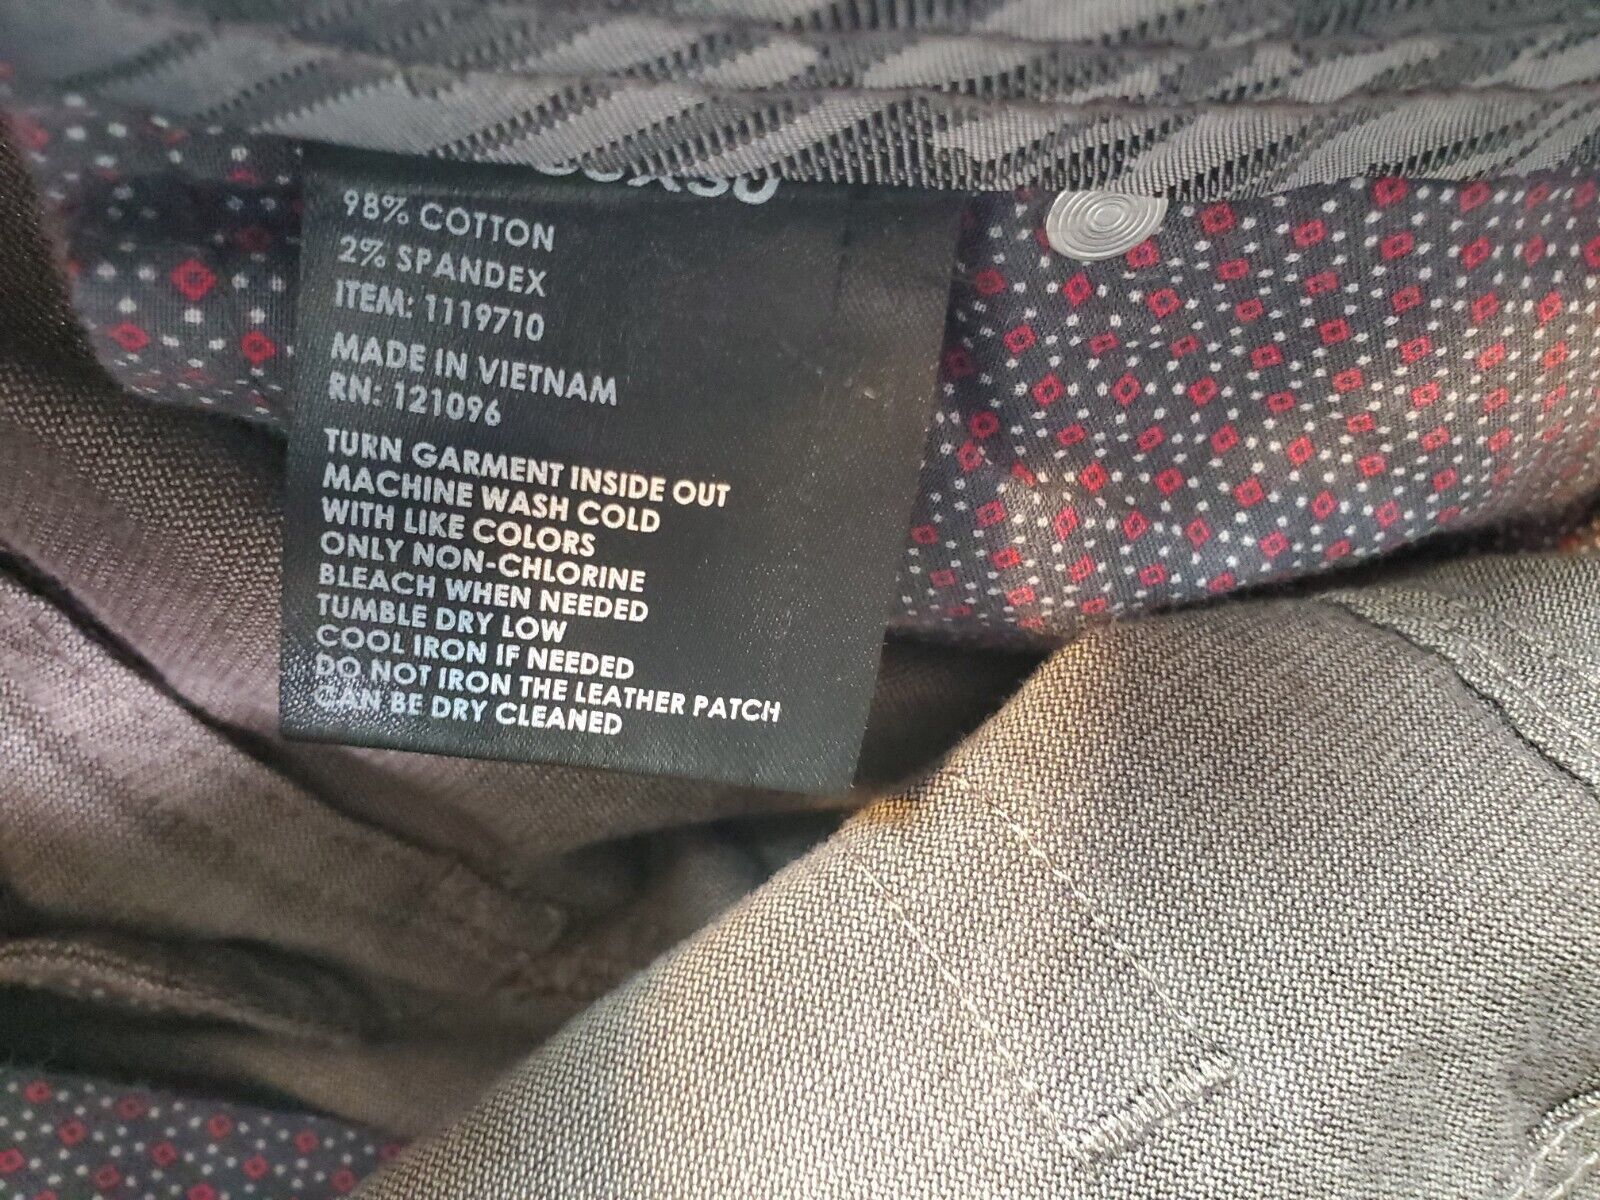 98% COTTON
2% SPANDEX
ITEM: 1119710
MADE IN VIETNAM
RN: 121096
TURN GARMENT INSIDE OUT
MACHINE WASH COLD
WITH LIKE COLORS
ONLY NON-CHLORINE
BLEACH WHEN NEEDED
TUMBLE DRY LOW
COOL IRON IF NEEDED
DO NOT IRON THE LEATHER PATCH
CAN BE DRY CLEANED